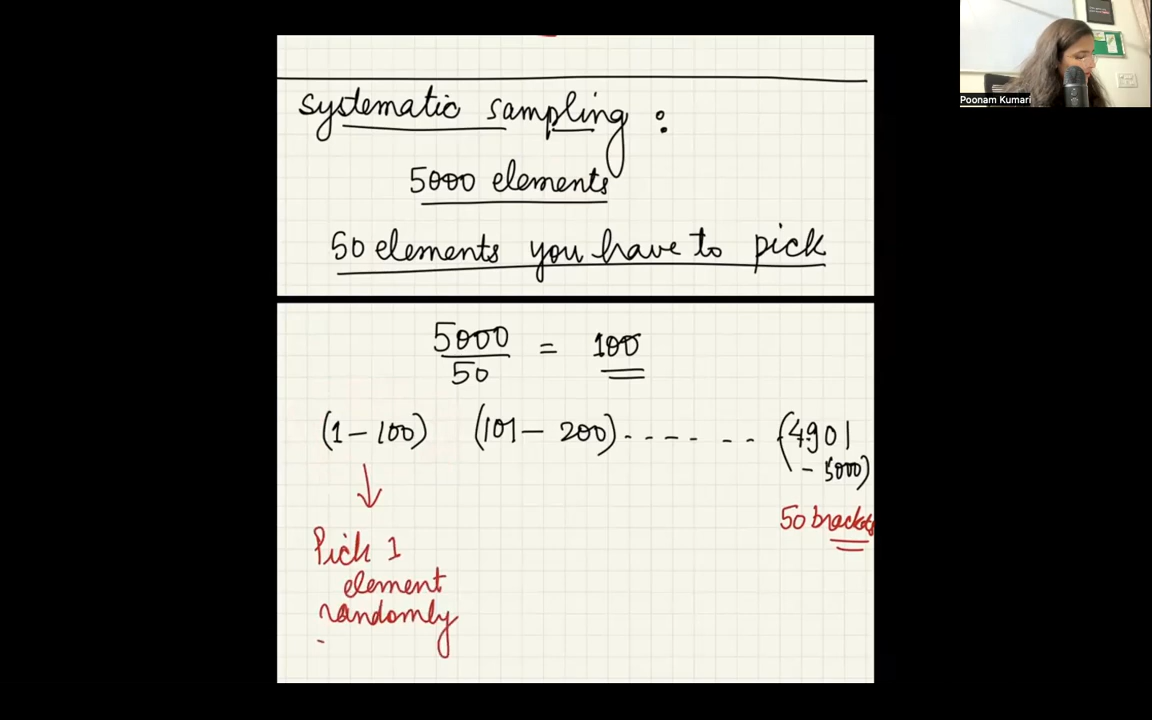 systematic sampling :
5000 elements
50 elements you have to pick
5000/50 = 100
(1 - 100) (101 - 200) - - - - - - - (4901
- 5000)
50 brackets
Pick 1
element
randomly
Poonam Kumari